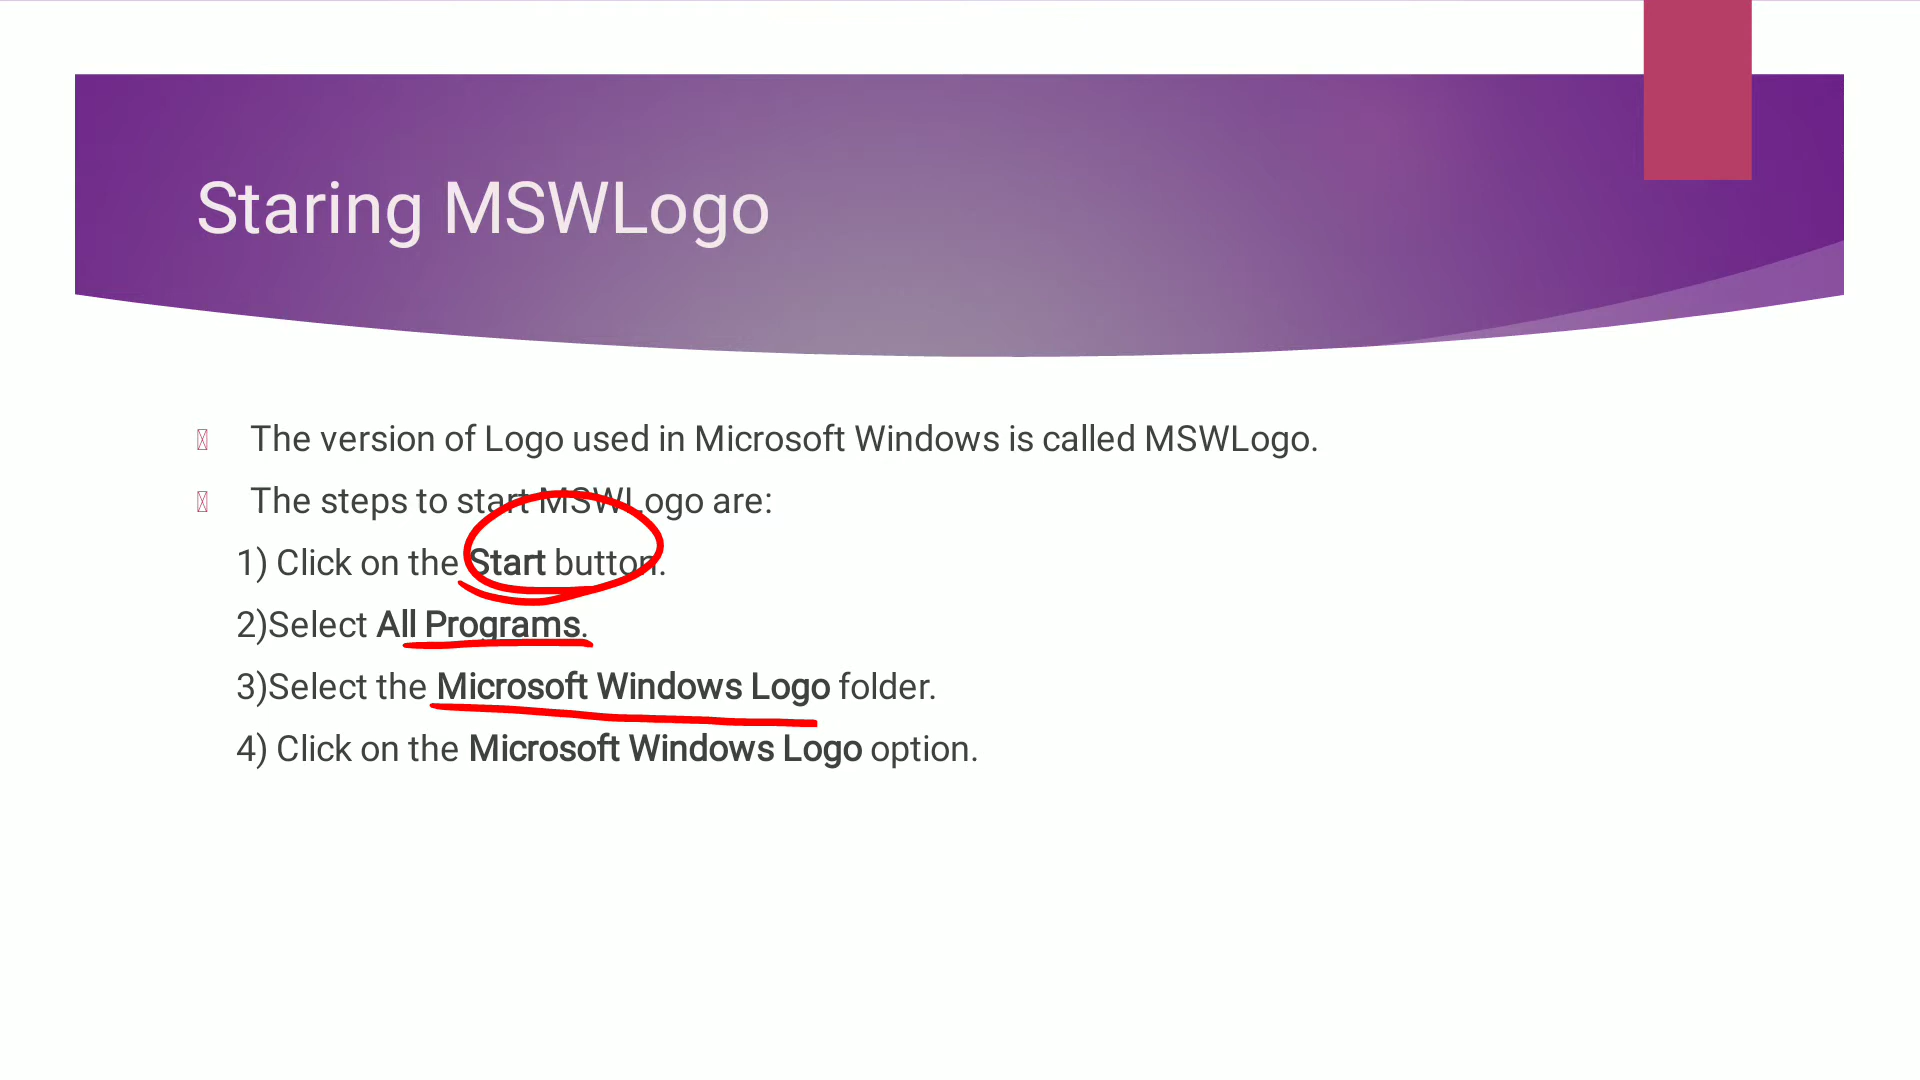 Staring MSWLogo
The version of Logo used in Microsoft Windows is called MSWLogo.
The steps to start MSWLogo are:
1) Click on the Start button.
2)Select All Programs.
3)Select the Microsoft Windows Logo folder.
4) Click on the Microsoft Windows Logo option.